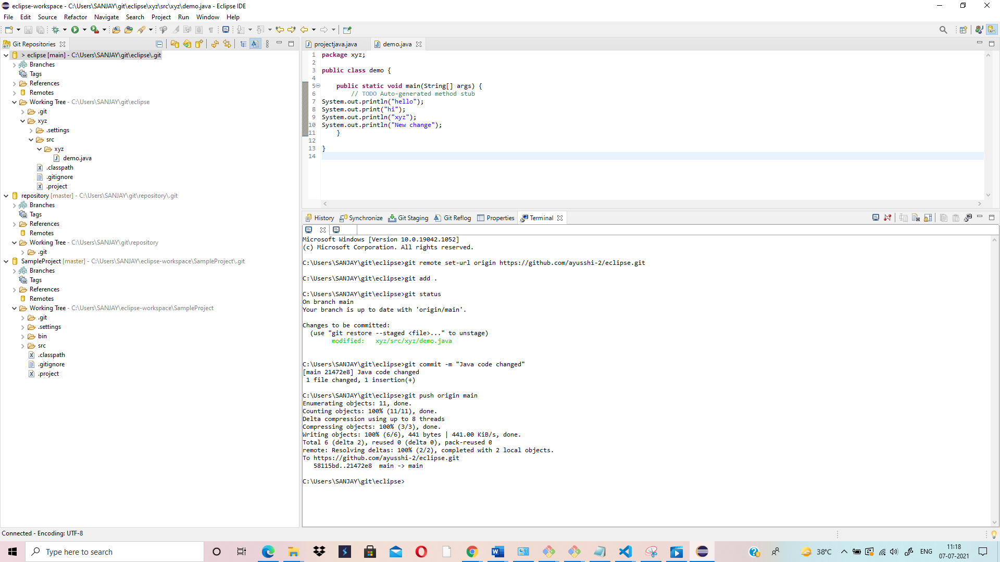 eclipse-workspace - C:\Users\SANJAY\git\eclipse\xyz\src\xyz\demo.java - Eclipse IDE
File Edit Source Refactor Navigate Search Project Run Window Help
Git Repositories
> eclipse [main] - C:\Users\SANJAY\git\eclipse\.git
Branches
Tags
References
Remotes
Working Tree - C:\Users\SANJAY\git\eclipse
.git
xyz
.settings
src
xyz
demo.java
.classpath
.gitignore
.project
repository [master] - C:\Users\SANJAY\git\repository\.git
Branches
Tags
References
Remotes
Working Tree - C:\Users\SANJAY\git\repository
.git
SampleProject [master] - C:\Users\SANJAY\eclipse-workspace\SampleProject\.git
Branches
Tags
References
Remotes
Working Tree - C:\Users\SANJAY\eclipse-workspace\SampleProject
.git
.settings
bin
src
.classpath
.gitignore
.project
projectjava.java demo.java
1 package xyz;
2
3 public class demo {
4
5 public static void main(String[] args) {
6 // TODO Auto-generated method stub
7 System.out.println("hello");
8 System.out.print("hi");
9 System.out.println("xyz");
10 System.out.println("New change");
11 }
12
13 }
14
History Synchronize Git Staging Git Reflog Properties Terminal
Microsoft Windows [Version 10.0.19042.1052]
(c) Microsoft Corporation. All rights reserved.
C:\Users\SANJAY\git\eclipse>git remote set-url origin https://github.com/ayusshi-2/eclipse.git
C:\Users\SANJAY\git\eclipse>git add .
C:\Users\SANJAY\git\eclipse>git status
On branch main
Your branch is up to date with 'origin/main'.
Changes to be committed:
(use "git restore --staged <file>..." to unstage)
modified: xyz/src/xyz/demo.java
C:\Users\SANJAY\git\eclipse>git commit -m "Java code changed"
[main 21472e8] Java code changed
1 file changed, 1 insertion(+)
C:\Users\SANJAY\git\eclipse>git push origin main
Enumerating objects: 11, done.
Counting objects: 100% (11/11), done.
Delta compression using up to 8 threads
Compressing objects: 100% (3/3), done.
Writing objects: 100% (6/6), 441 bytes | 441.00 KiB/s, done.
Total 6 (delta 2), reused 0 (delta 0), pack-reused 0
remote: Resolving deltas: 100% (2/2), completed with 2 local objects.
To https://github.com/ayusshi-2/eclipse.git
58115bd..21472e8 main -> main
C:\Users\SANJAY\git\eclipse>
Connected - Encoding: UTF-8
Type here to search
38°C
ENG
11:18
07-07-2021